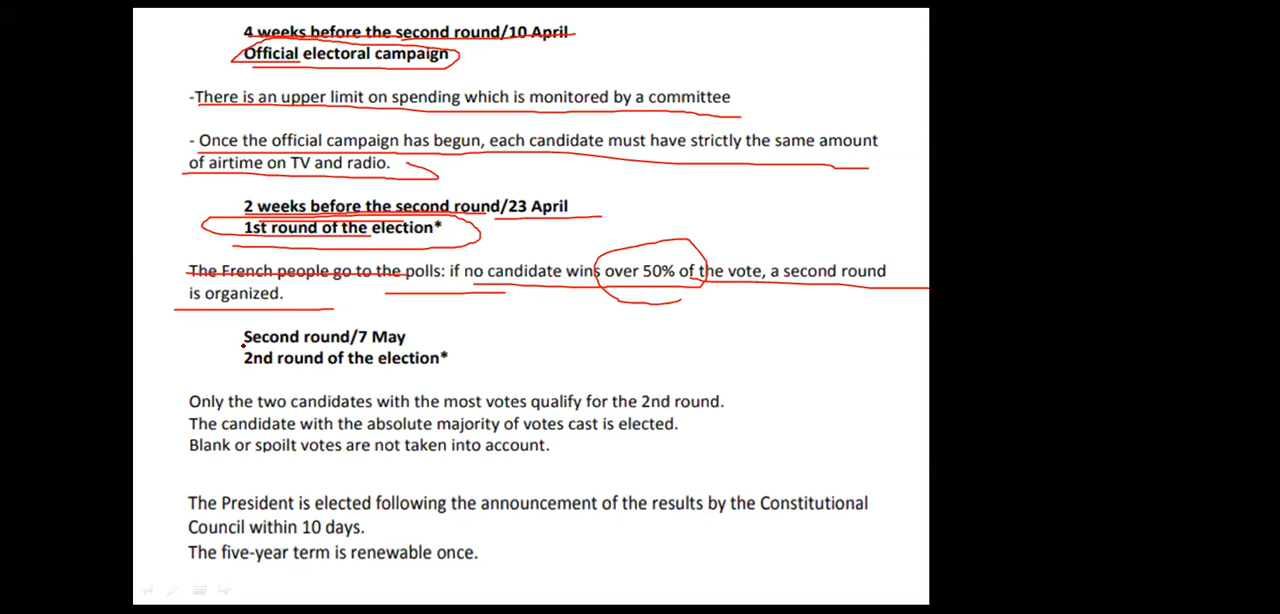 4 weeks before the second round/10 April
Official electoral campaign
-There is an upper limit on spending which is monitored by a committee
- Once the official campaign has begun, each candidate must have strictly the same amount
of airtime on TV and radio.
2 weeks before the second round/23 April
1st round of the election*
The French people go to the polls: if no candidate wins over 50% of the vote, a second round
is organized.
Second round/7 May
2nd round of the election*
Only the two candidates with the most votes qualify for the 2nd round.
The candidate with the absolute majority of votes cast is elected.
Blank or spoilt votes are not taken into account.
The President is elected following the announcement of the results by the Constitutional
Council within 10 days.
The five-year term is renewable once.